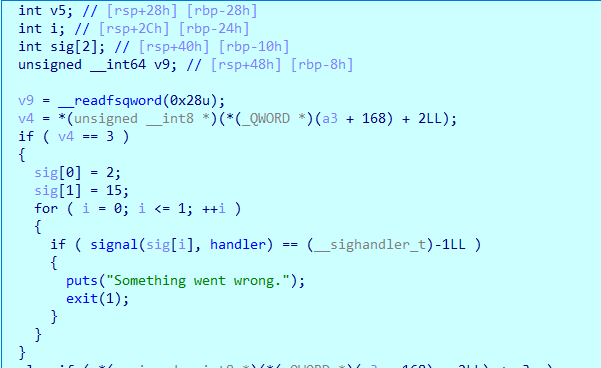 int v5; // [rsp+28h] [rbp-28h]
int i; // [rsp+2Ch] [rbp-24h]
int sig[2]; // [rsp+40h] [rbp-10h]
unsigned __int64 v9; // [rsp+48h] [rbp-8h]

v9 = __readfsqword(0x28u);
v4 = *(unsigned __int8 *)(*(_QWORD *)(a3 + 168) + 2LL);
if ( v4 == 3 )
{
  sig[0] = 2;
  sig[1] = 15;
  for ( i = 0; i <= 1; ++i )
  {
    if ( signal(sig[i], handler) == (__sighandler_t)-1LL )
    {
      puts("Something went wrong.");
      exit(1);
    }
  }
}